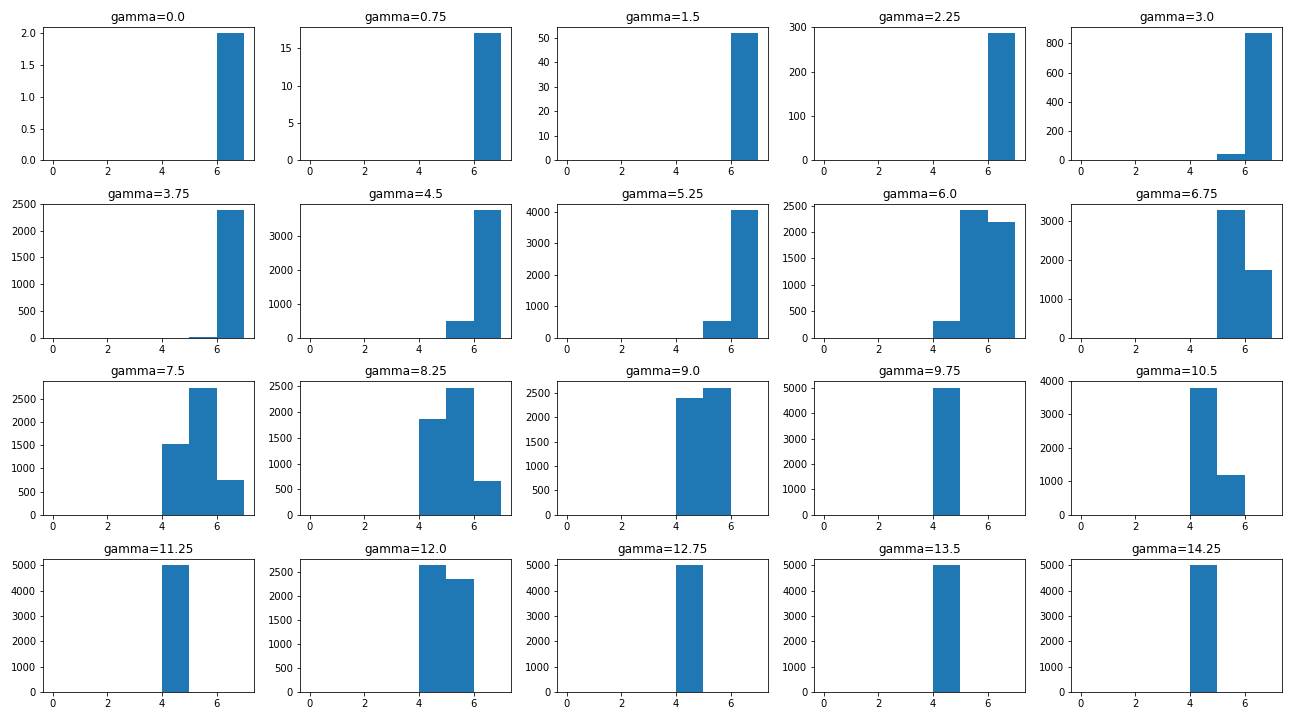 gamma=0.0 gamma=0.75 gamma=1.5 gamma=2.25 gamma=3.0
2.0 1.5 1.0 0.5 0.0
15 10 5 0
50 40 30 20 10 0
300 200 100 0
800 600 400 200 0
0 2 4 6 0 2 4 6 0 2 4 6 0 2 4 6 0 2 4 6
gamma=3.75 gamma=4.5 gamma=5.25 gamma=6.0 gamma=6.75
2500 2000 1500 1000 500 0
3000 2000 1000 0
4000 3000 2000 1000 0
2500 2000 1500 1000 500 0
3000 2000 1000 0
0 2 4 6 0 2 4 6 0 2 4 6 0 2 4 6 0 2 4 6
gamma=7.5 gamma=8.25 gamma=9.0 gamma=9.75 gamma=10.5
2500 2000 1500 1000 500 0
2500 2000 1500 1000 500 0
2500 2000 1500 1000 500 0
5000 4000 3000 2000 1000 0
4000 3000 2000 1000 0
0 2 4 6 0 2 4 6 0 2 4 6 0 2 4 6 0 2 4 6
gamma=11.25 gamma=12.0 gamma=12.75 gamma=13.5 gamma=14.25
5000 4000 3000 2000 1000 0
2500 2000 1500 1000 500 0
5000 4000 3000 2000 1000 0
5000 4000 3000 2000 1000 0
5000 4000 3000 2000 1000 0
0 2 4 6 0 2 4 6 0 2 4 6 0 2 4 6 0 2 4 6